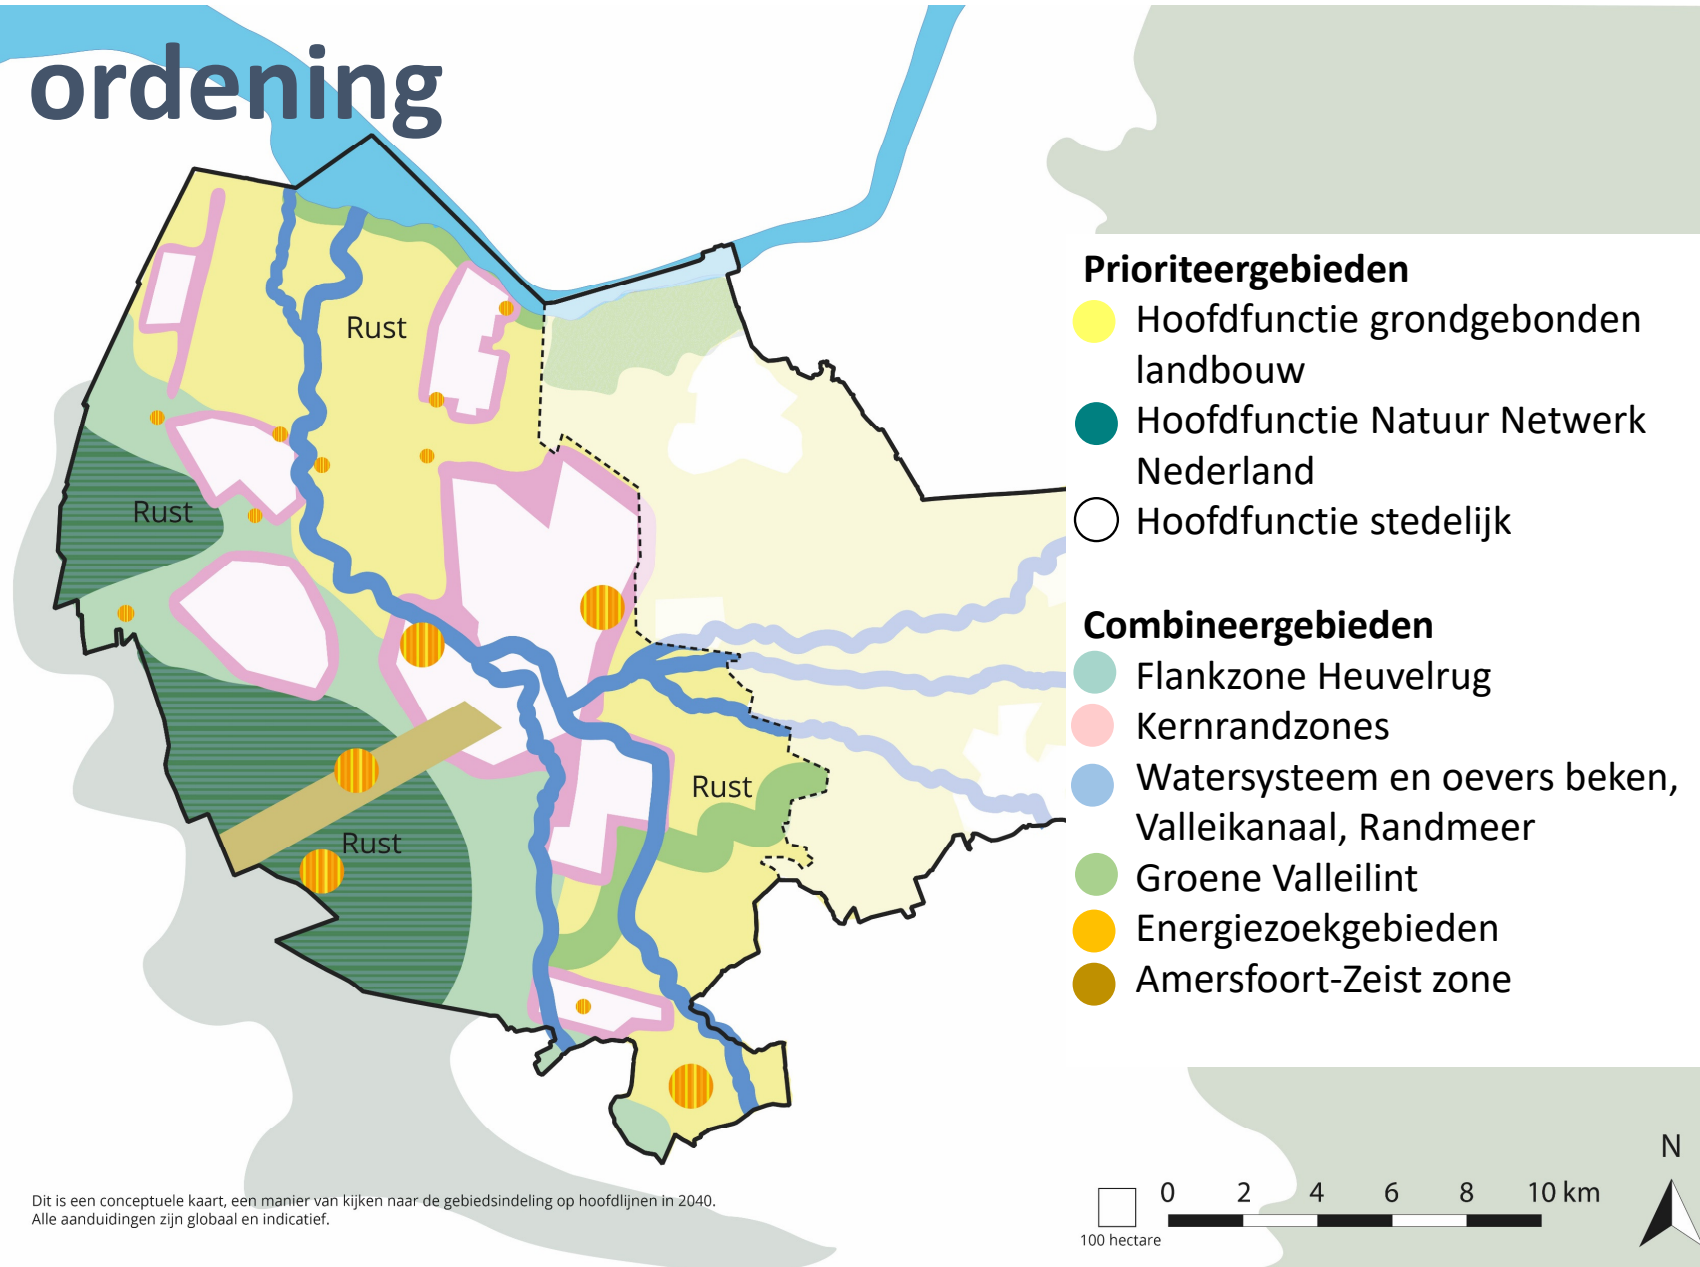 ordening
Rust
Rust
Rust
Rust
Prioriteergebieden
Hoofdfunctie grondgebonden
landbouw
Hoofdfunctie Natuur Netwerk
Nederland
Hoofdfunctie stedelijk
Combineergebieden
Flankzone Heuvelrug
Kernrandzones
Watersysteem en oevers beken,
Valleikanaal, Randmeer
Groene Valleilint
Energiezoekgebieden
Amersfoort-Zeist zone
Dit is een conceptuele kaart, een manier van kijken naar de gebiedsindeling op hoofdlijnen in 2040.
Alle aanduidingen zijn globaal en indicatief.
100 hectare
0 2 4 6 8 10 km
N